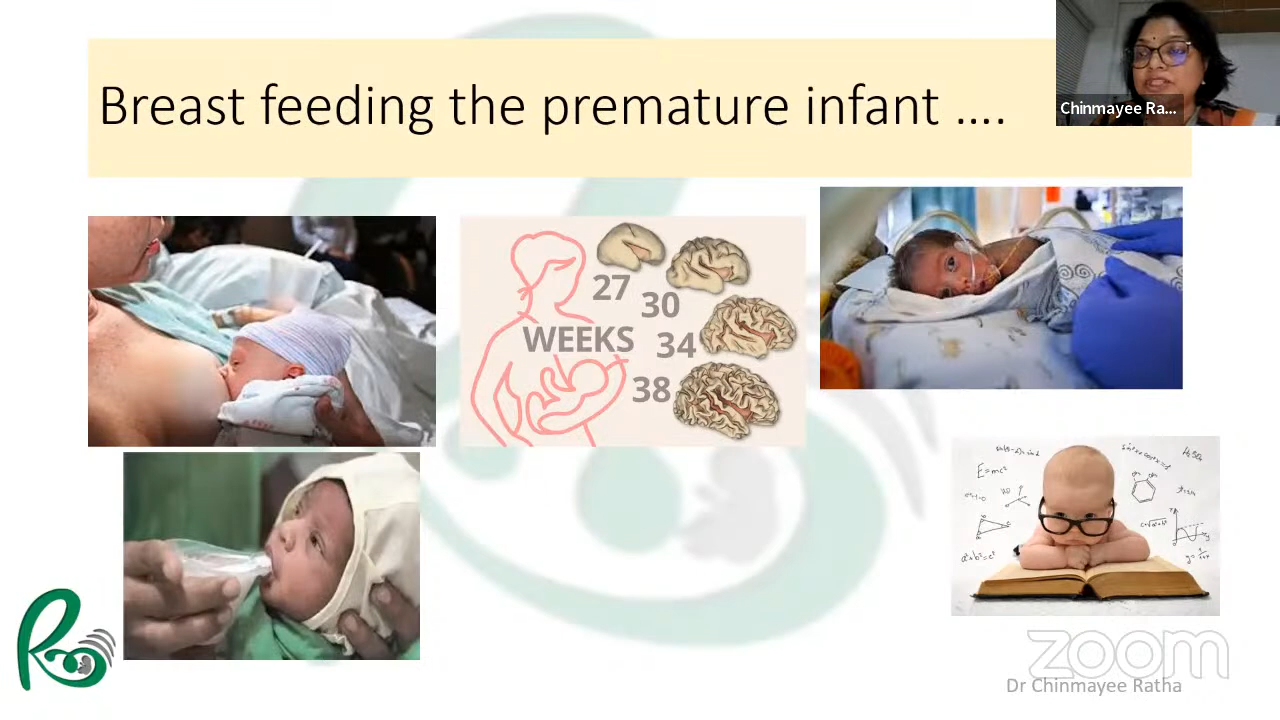 Breast feeding the premature infant ....
Chinmayee Ra...
27
30
WEEKS 34
38
E=mc²
zoom
Dr Chinmayee Ratha